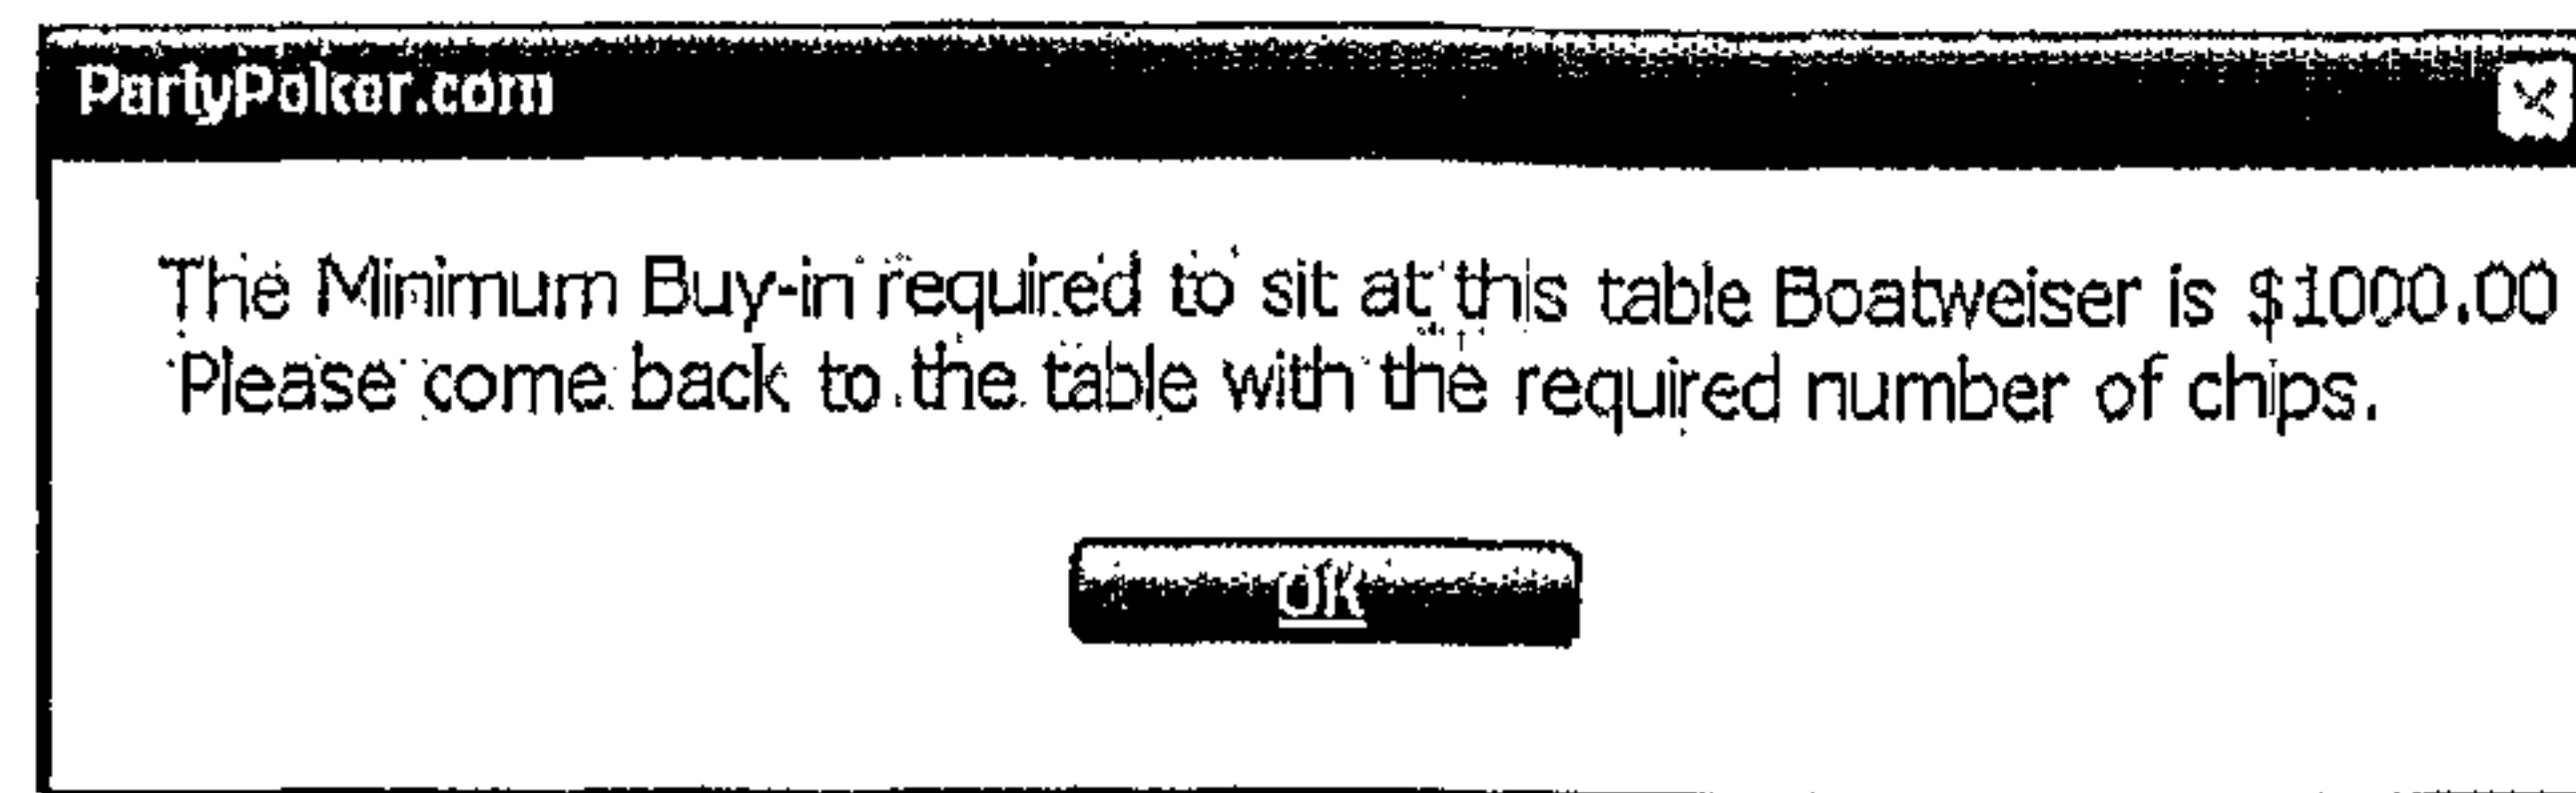 PartyPoker.com
The Minimum Buy-in required to sit at this table Boatweiser is $1000.00
Please come back to the table with the required number of chips.
OK